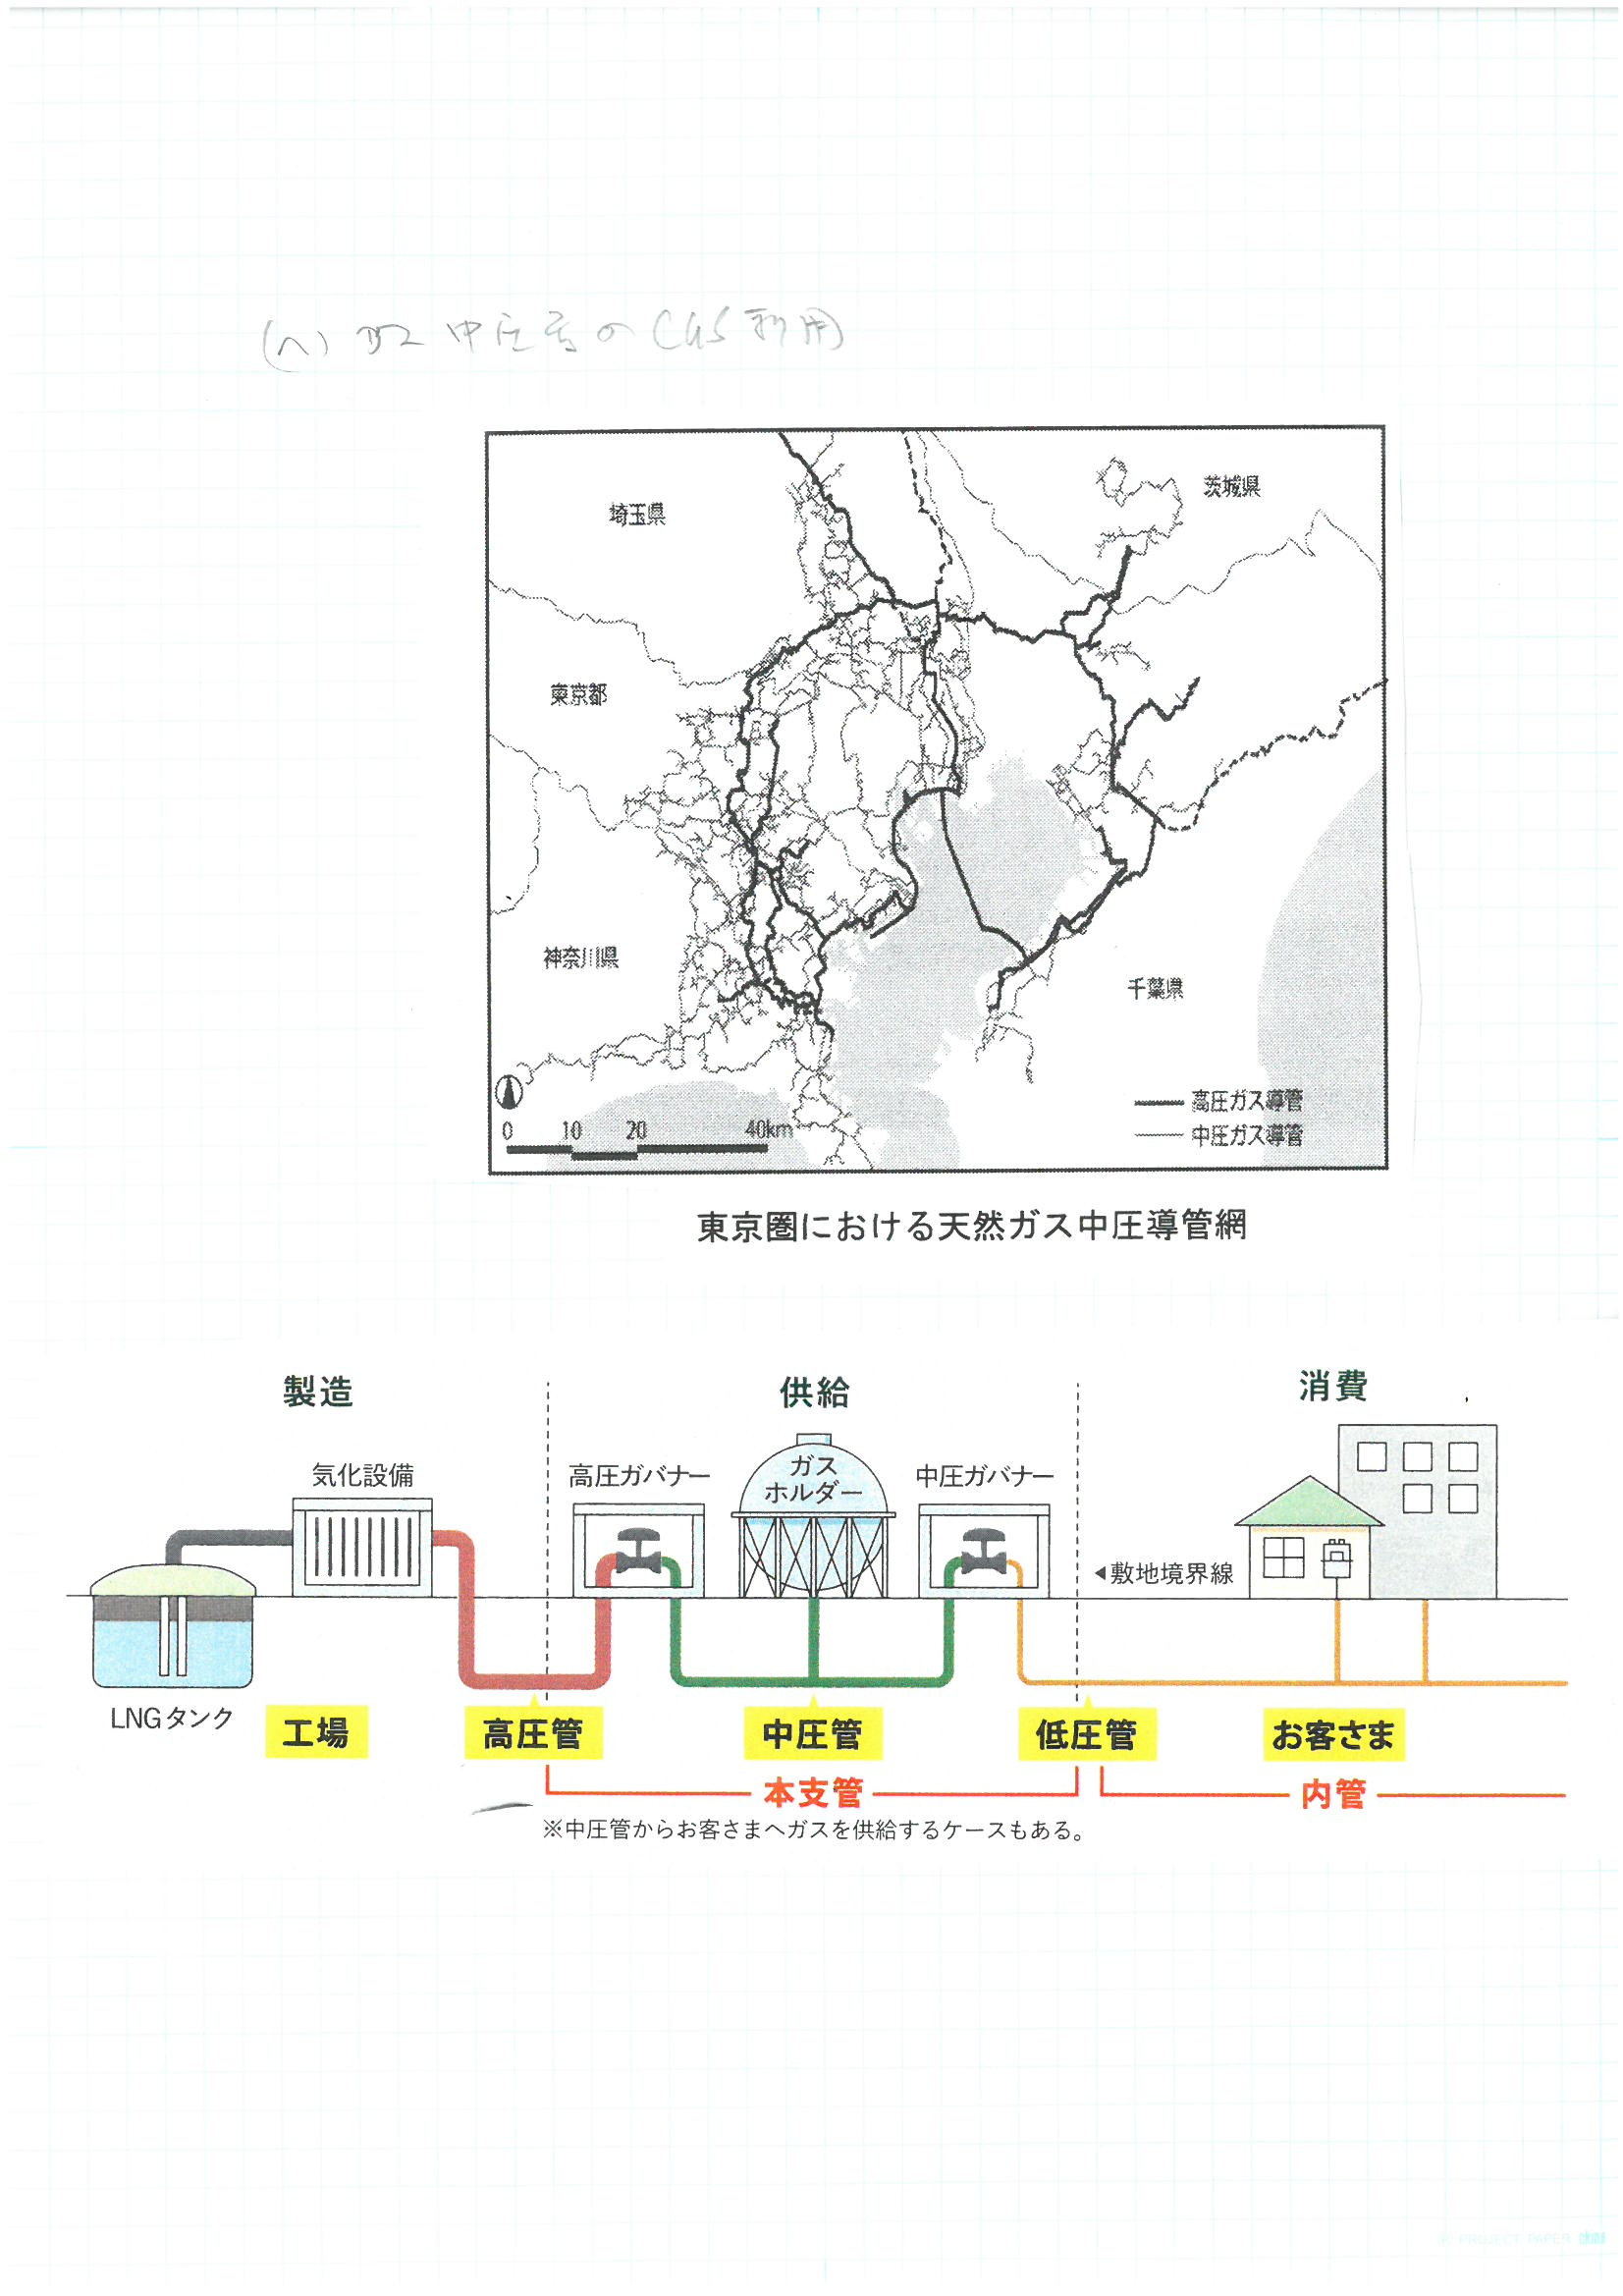 (ハ) 中圧管のCGS利用
埼玉県
茨城県
東京都
神奈川県
千葉県
高圧ガス導管
中圧ガス導管
0 10 20 40km
東京圏における天然ガス中圧導管網
製造 供給 消費
気化設備 高圧ガバナー ガス 中圧ガバナー
ホルダー
◀敷地境界線
LNGタンク 工場 高圧管 中圧管 低圧管 お客さま
本支管 内管
※中圧管からお客さまへガスを供給するケースもある。
PROJECT PAPER